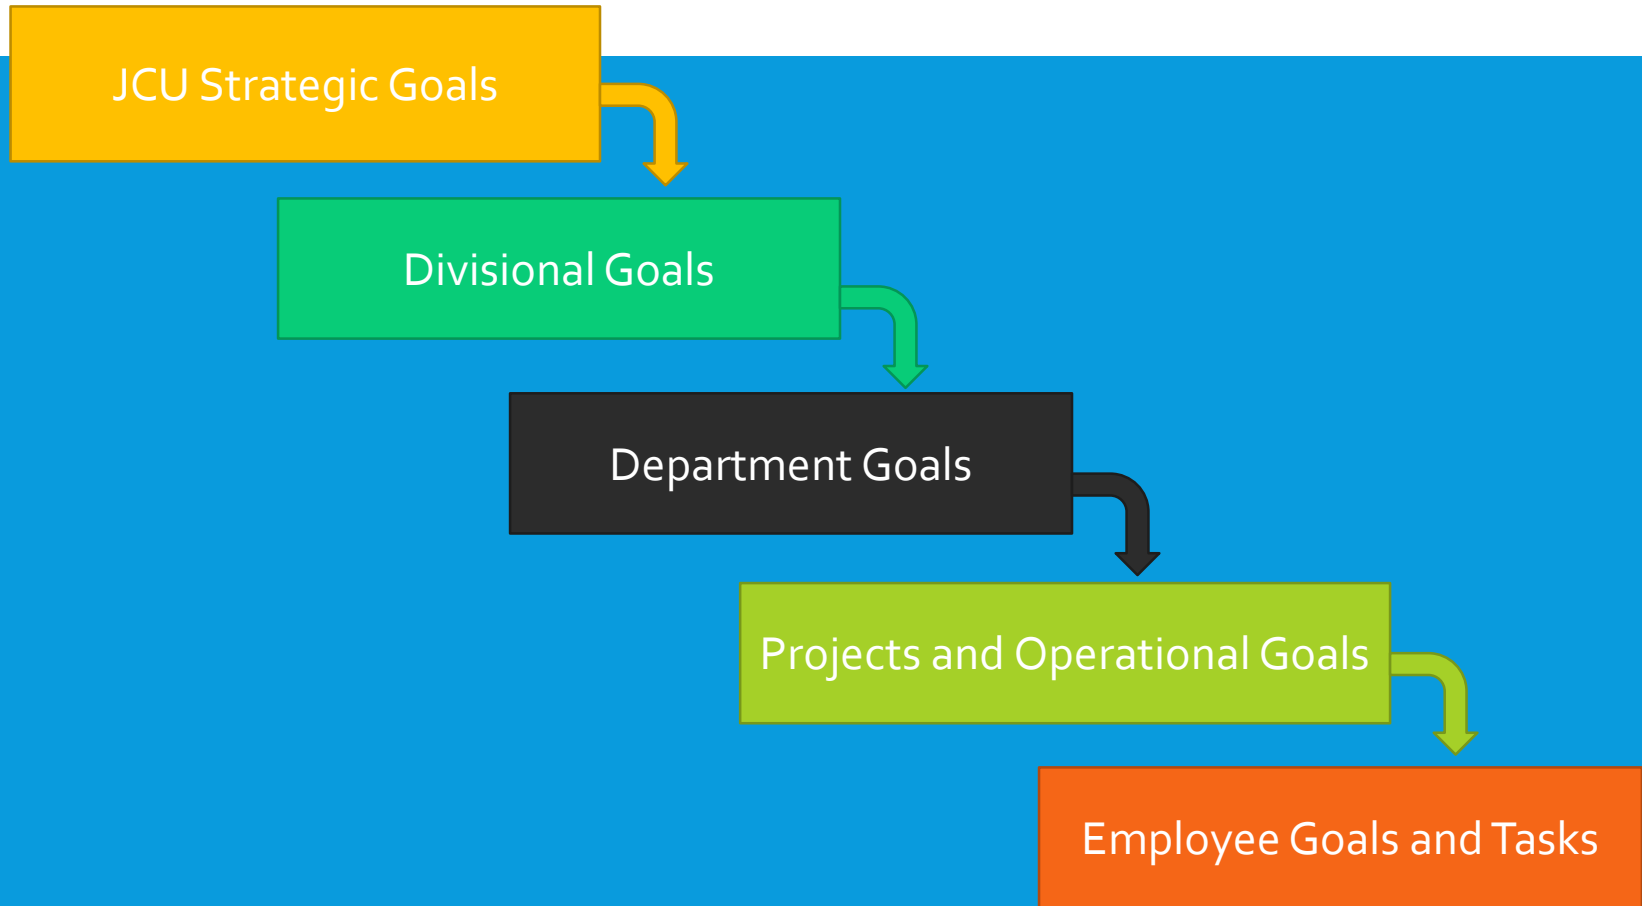 JCU Strategic Goals
Divisional Goals
Department Goals
Projects and Operational Goals
Employee Goals and Tasks